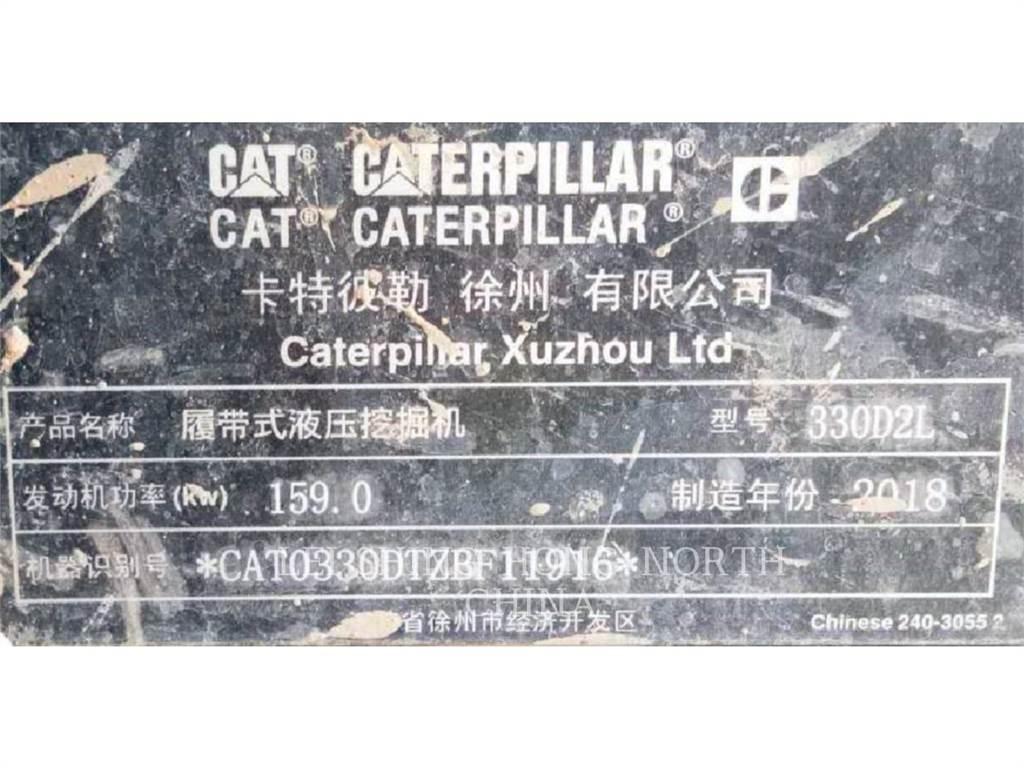 CAT® CATERPILLAR®
CAT® CATERPILLAR®
卡特彼勒 徐州 有限公司
Caterpillar Xuzhou Ltd
产品名称 履带式液压挖掘机 型号 330D2L
发动机功率(kw) 159.0 制造年份 2018
机器识别号 *CAT0330DTZBF11916*
NORTH
CHINA
省徐州市经济开发区 Chinese 240-3055 2